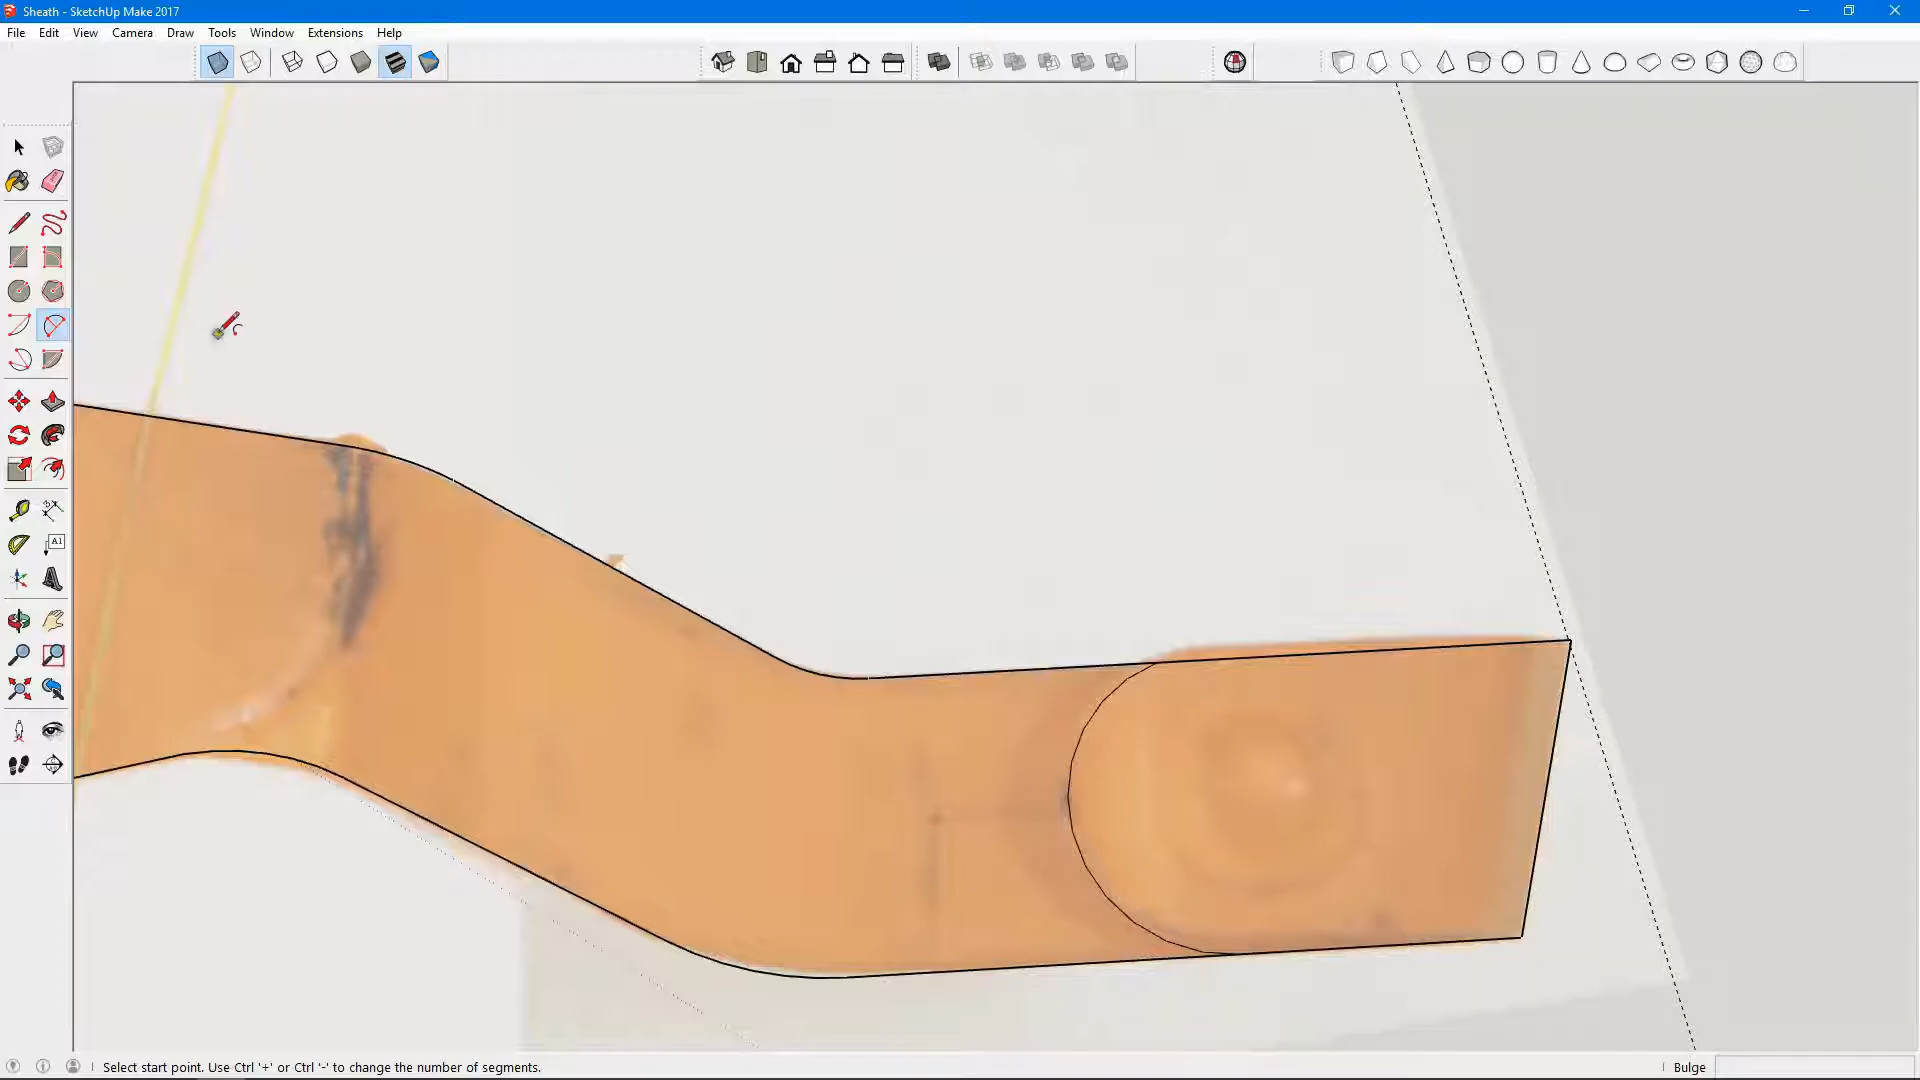 Sheath - SketchUp Make 2017
File Edit View Camera Draw Tools Window Extensions Help
A1
Select start point. Use Ctrl '+' or Ctrl '-' to change the number of segments.
Bulge